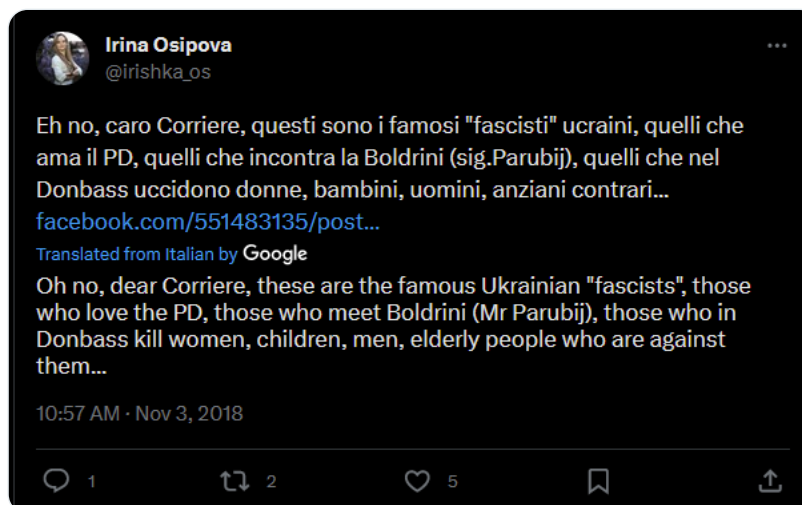 Irina Osipova
@irishka_os
Eh no, caro Corriere, questi sono i famosi "fascisti" ucraini, quelli che
ama il PD, quelli che incontra la Boldrini (sig.Parubij), quelli che nel
Donbass uccidono donne, bambini, uomini, anziani contrari...
facebook.com/551483135/post...
Translated from Italian by Google
Oh no, dear Corriere, these are the famous Ukrainian "fascists", those
who love the PD, those who meet Boldrini (Mr Parubij), those who in
Donbass kill women, children, men, elderly people who are against
them...
10:57 AM · Nov 3, 2018
1 2 5